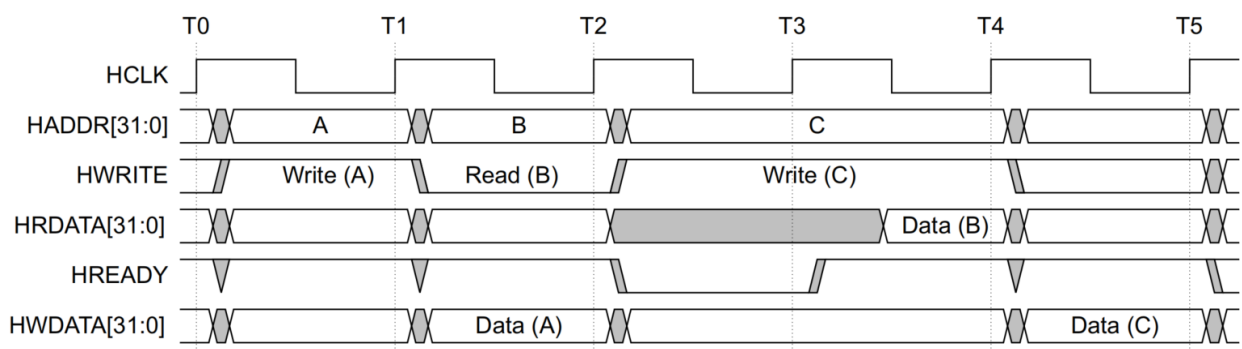 T0 T1 T2 T3 T4 T5
HCLK
HADDR[31:0] A B C
HWRITE Write (A) Read (B) Write (C)
HRDATA[31:0] Data (B)
HREADY
HWDATA[31:0] Data (A) Data (C)